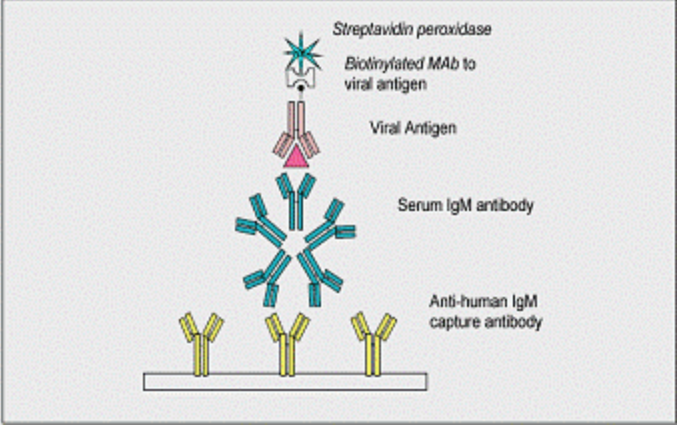 Streptavidin peroxidase
Biotinylated MAb to
viral antigen
Viral Antigen
Serum IgM antibody
Anti-human IgM
capture antibody